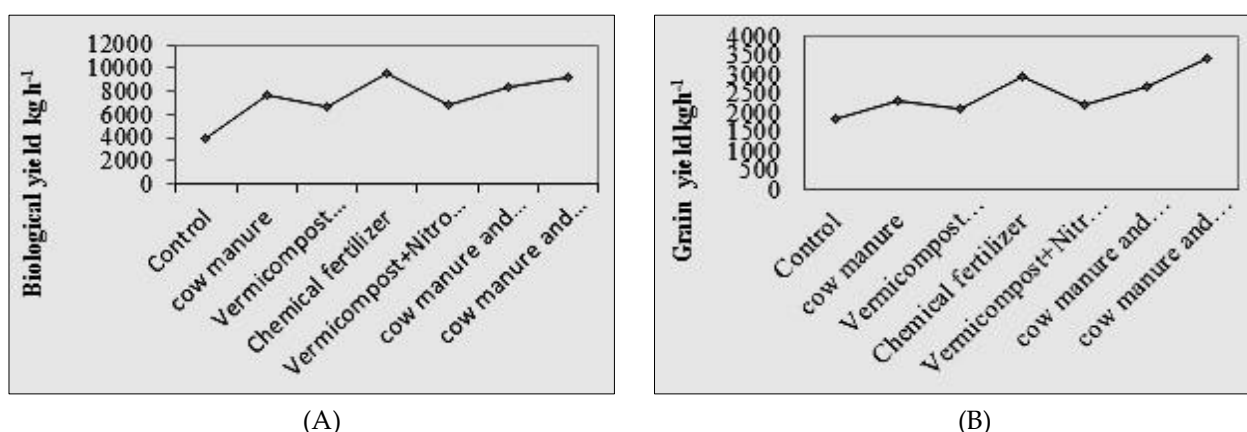 Biological yield kg h⁻¹
12000
10000
8000
6000
4000
2000
0
Control
cow manure
Vermicompost...
Chemical fertilizer
Vermicompost+Nitro...
cow manure and...
cow manure and...
(A)
Grain yield kgh⁻¹
4000
3500
3000
2500
2000
1500
1000
500
0
Control
cow manure
Vermicompost...
Chemical fertilizer
Vermicompost+Nitr...
cow manure and...
cow manure and...
(B)